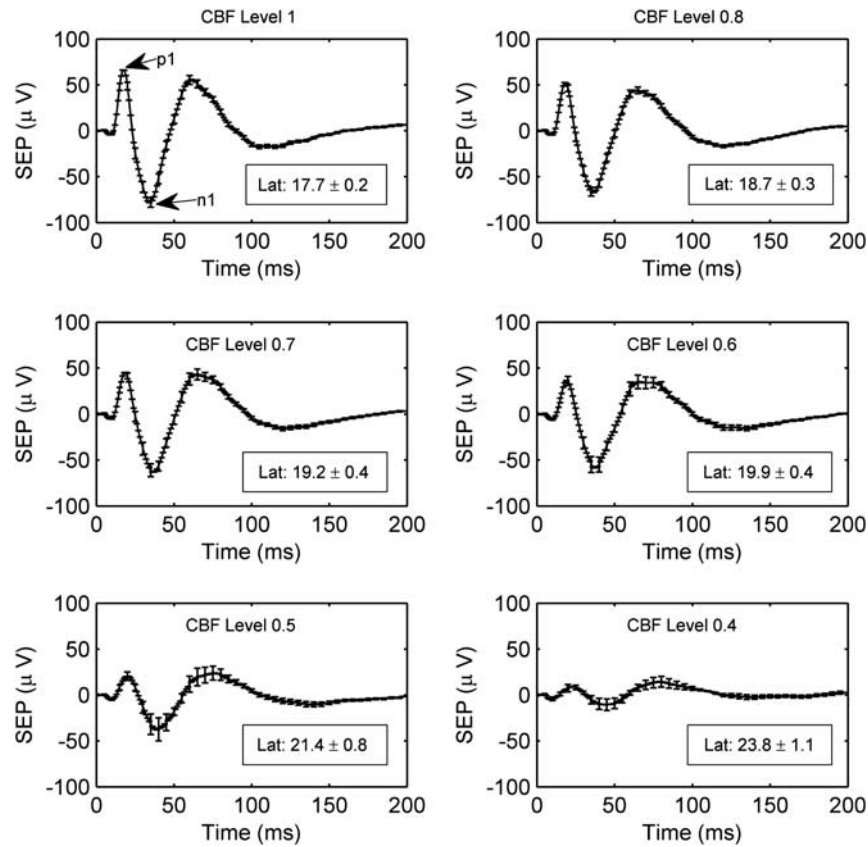 CBF Level 1
100
50
0
-50
-100
SEP (μ V)
p1
n1
Lat: 17.7 ± 0.2
0 50 100 150 200
Time (ms)
CBF Level 0.8
100
50
0
-50
-100
SEP (μ V)
Lat: 18.7 ± 0.3
0 50 100 150 200
Time (ms)
CBF Level 0.7
100
50
0
-50
-100
SEP (μ V)
Lat: 19.2 ± 0.4
0 50 100 150 200
Time (ms)
CBF Level 0.6
100
50
0
-50
-100
SEP (μ V)
Lat: 19.9 ± 0.4
0 50 100 150 200
Time (ms)
CBF Level 0.5
100
50
0
-50
-100
SEP (μ V)
Lat: 21.4 ± 0.8
0 50 100 150 200
Time (ms)
CBF Level 0.4
100
50
0
-50
-100
SEP (μ V)
Lat: 23.8 ± 1.1
0 50 100 150 200
Time (ms)